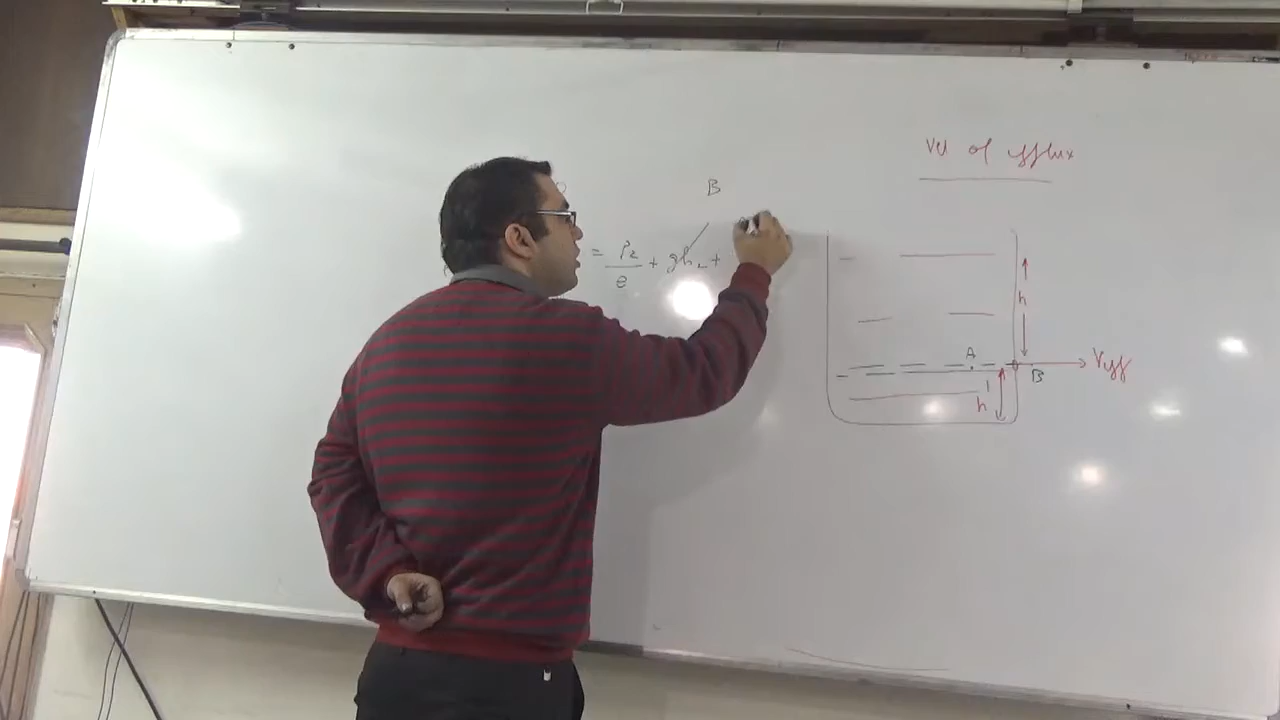 Vel of efflux
B
= P2/ρ + gh2 +
h
A
B
Veff
h'